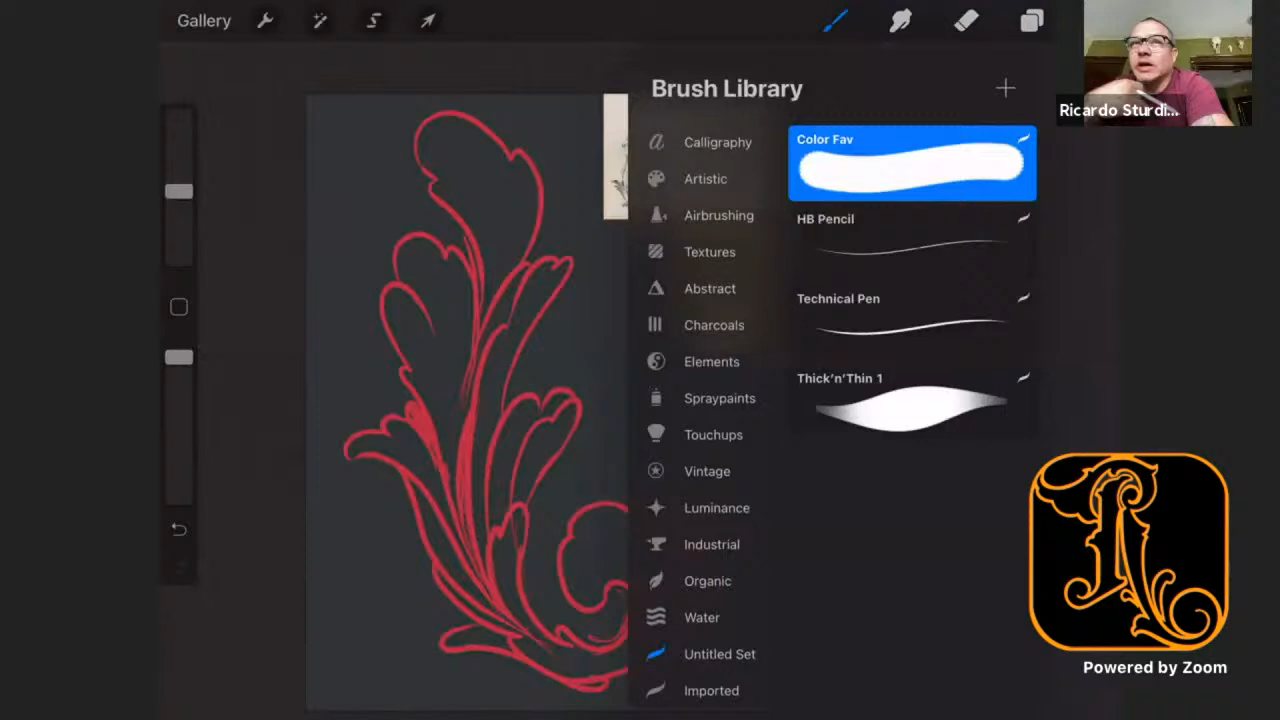 Gallery
Brush Library
Calligraphy
Artistic
Airbrushing
Textures
Abstract
Charcoals
Elements
Spraypaints
Touchups
Vintage
Luminance
Industrial
Organic
Water
Untitled Set
Imported
Color Fav
HB Pencil
Technical Pen
Thick'n'Thin 1
Ricardo Sturdi...
Powered by Zoom